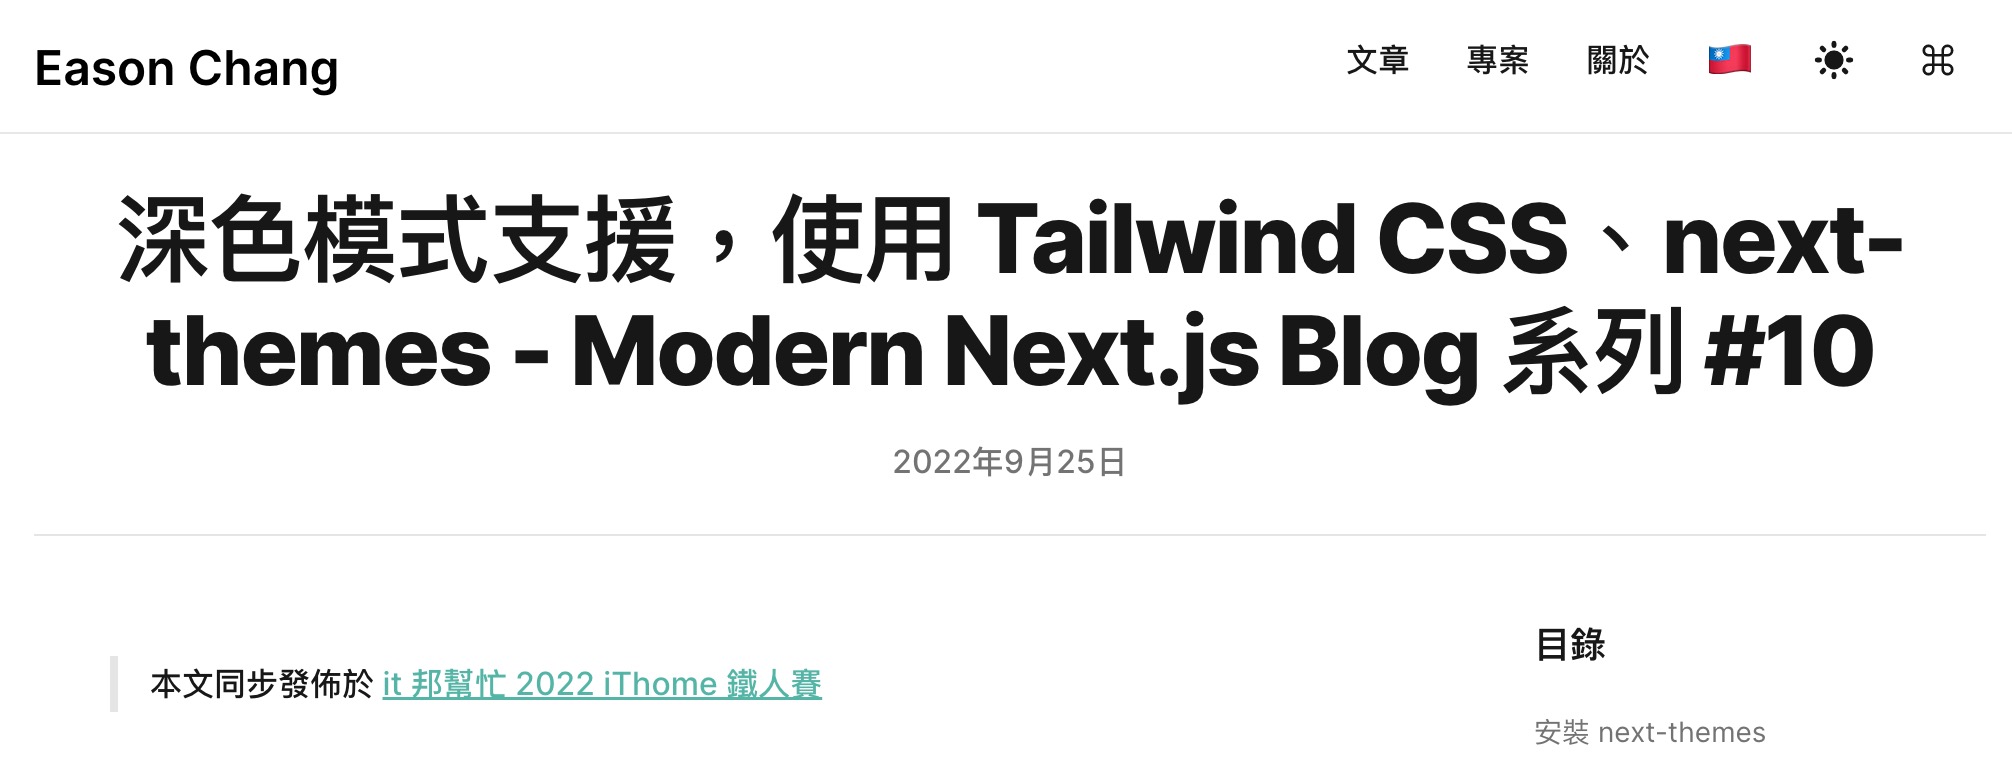 Eason Chang
文章 專案 關於 🇹🇼 ☀ ⌘
深色模式支援，使用 Tailwind CSS、next-
themes - Modern Next.js Blog 系列 #10
2022年9月25日
本文同步發佈於 it 邦幫忙 2022 iThome 鐵人賽
目錄
安裝 next-themes